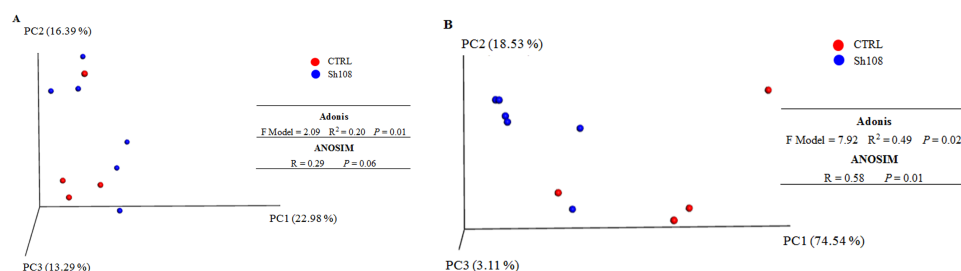 A
PC2 (16.39 %)
CTRL
Sh108
Adonis
F Model = 2.09 R² = 0.20 P = 0.01
ANOSIM
R = 0.29 P = 0.06
PC1 (22.98 %)
PC3 (13.29 %)
B
PC2 (18.53 %)
CTRL
Sh108
Adonis
F Model = 7.92 R² = 0.49 P = 0.02
ANOSIM
R = 0.58 P = 0.01
PC1 (74.54 %)
PC3 (3.11 %)